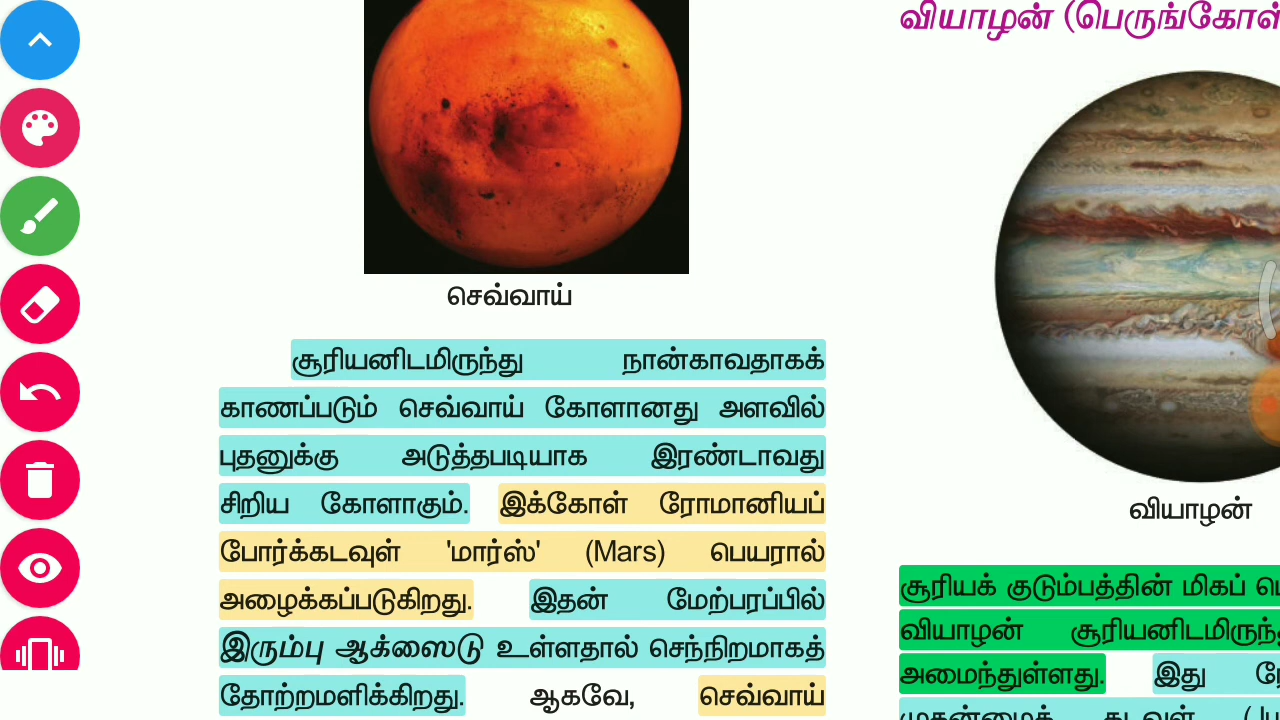 செவ்வாய்
சூரியனிடமிருந்து நான்காவதாகக்
காணப்படும் செவ்வாய் கோளானது அளவில்
புதனுக்கு அடுத்தபடியாக இரண்டாவது
சிறிய கோளாகும். இக்கோள் ரோமானியப்
போர்க்கடவுள் 'மார்ஸ்' (Mars) பெயரால்
அழைக்கப்படுகிறது. இதன் மேற்பரப்பில்
இரும்பு ஆக்ஸைடு உள்ளதால் செந்நிறமாகத்
தோற்றமளிக்கிறது. ஆகவே, செவ்வாய்
வியாழன்
வியாழன்
சூரியக் குடும்பத்தின் மிகப்
வியாழன்
அமைந்துள்ளது. இது